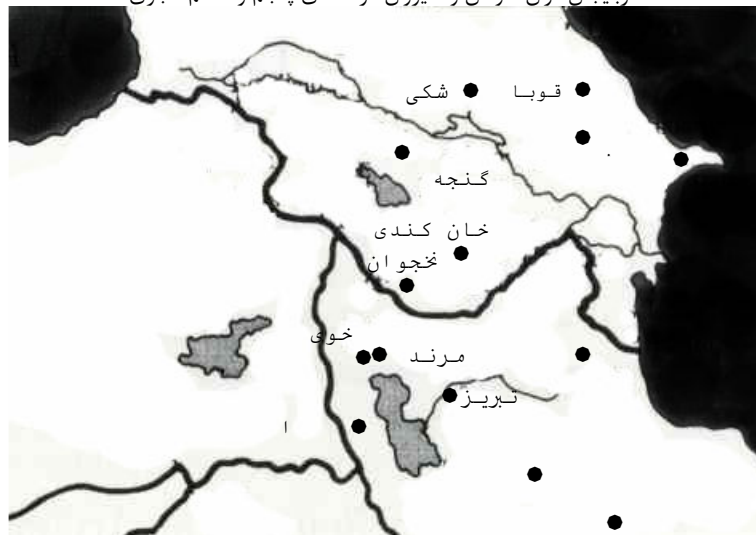 شکی
قوبا
گنجه
خان کندی
نخجوان
خوی
مرند
تبریز
ا